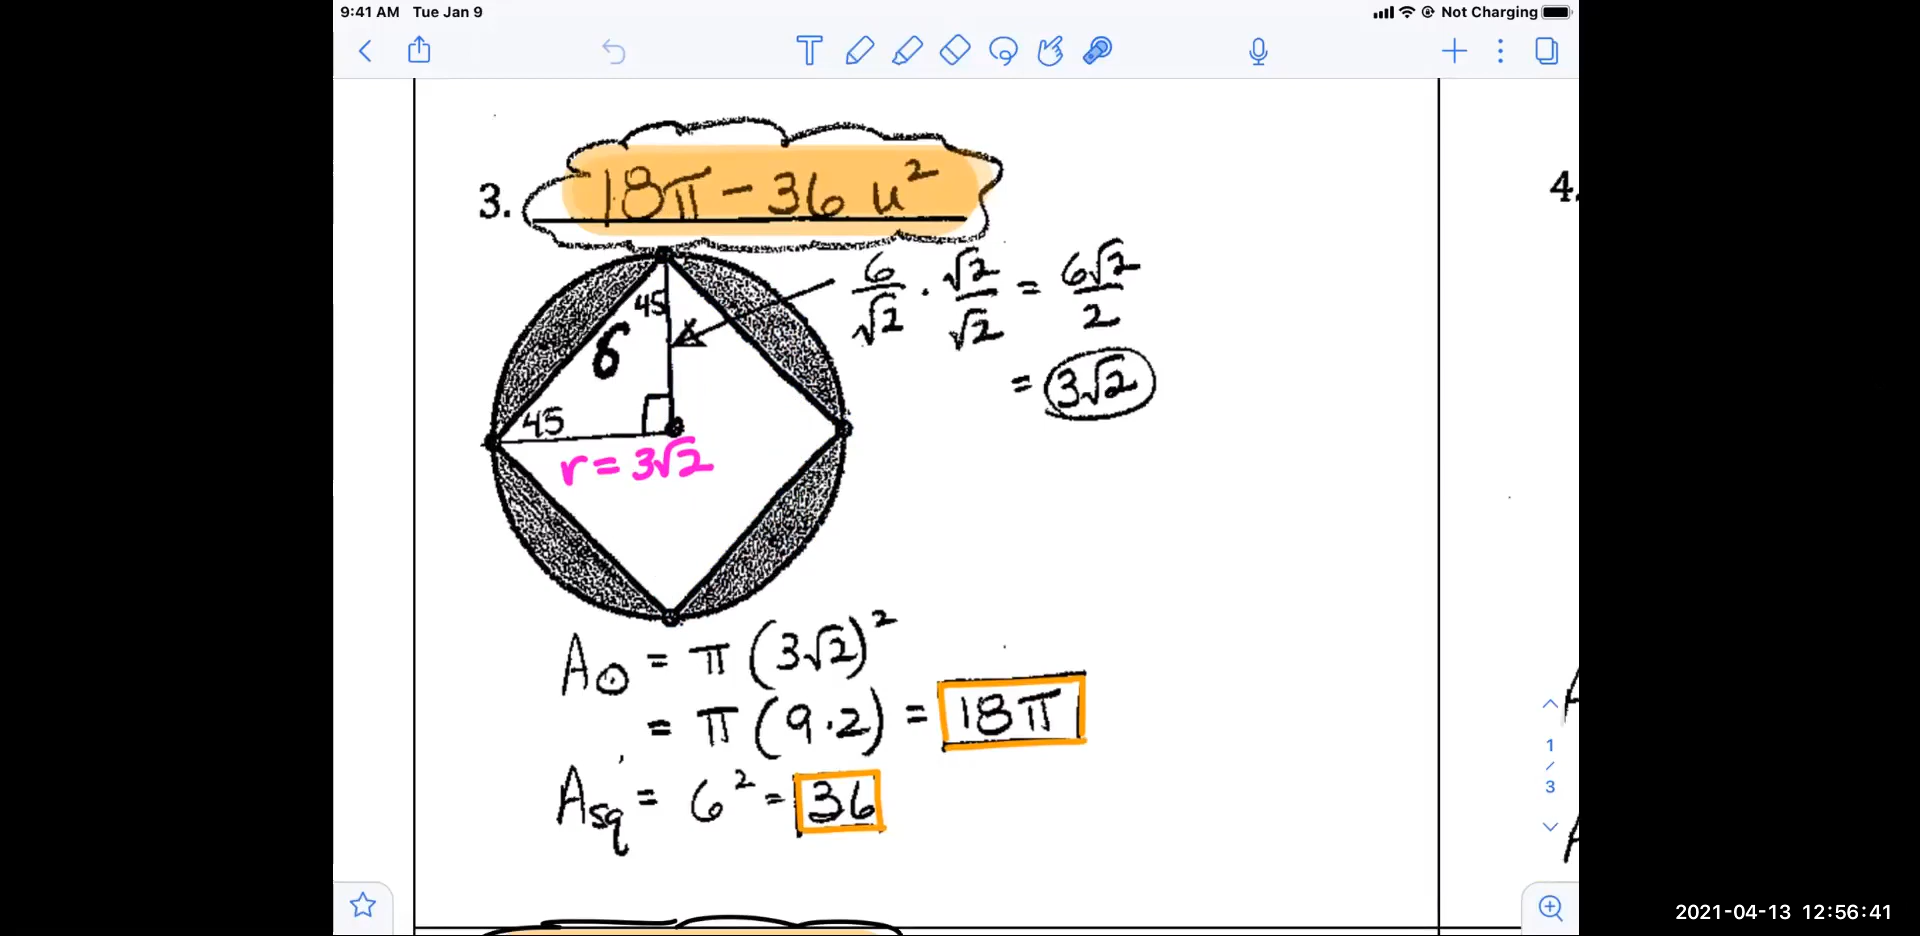 9:41 AM Tue Jan 9
Not Charging
3. 18π - 36 u²
4.
6/√2 · √2/√2 = 6√2/2
= 3√2
45
6
x
45
r = 3√2
A⊙ = π (3√2)²
= π (9·2) = 18π
Asq = 6² = 36
1
/
3
2021-04-13 12:56:41